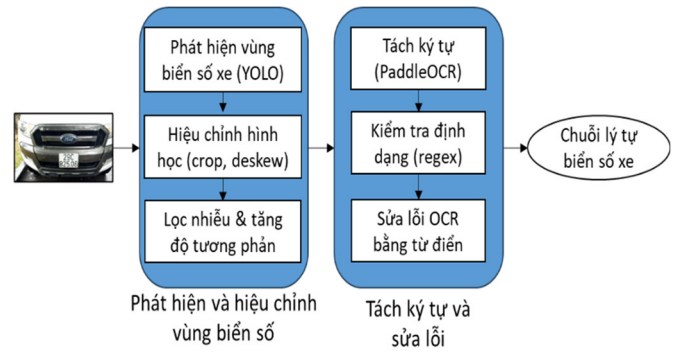 Phát hiện vùng
biển số xe (YOLO)
Hiệu chỉnh hình
học (crop, deskew)
Lọc nhiễu & tăng
độ tương phản
Phát hiện và hiệu chỉnh
vùng biển số
Tách ký tự
(PaddleOCR)
Kiểm tra định
dạng (regex)
Sửa lỗi OCR
bằng từ điển
Tách ký tự và
sửa lỗi
Chuỗi lý tự
biển số xe